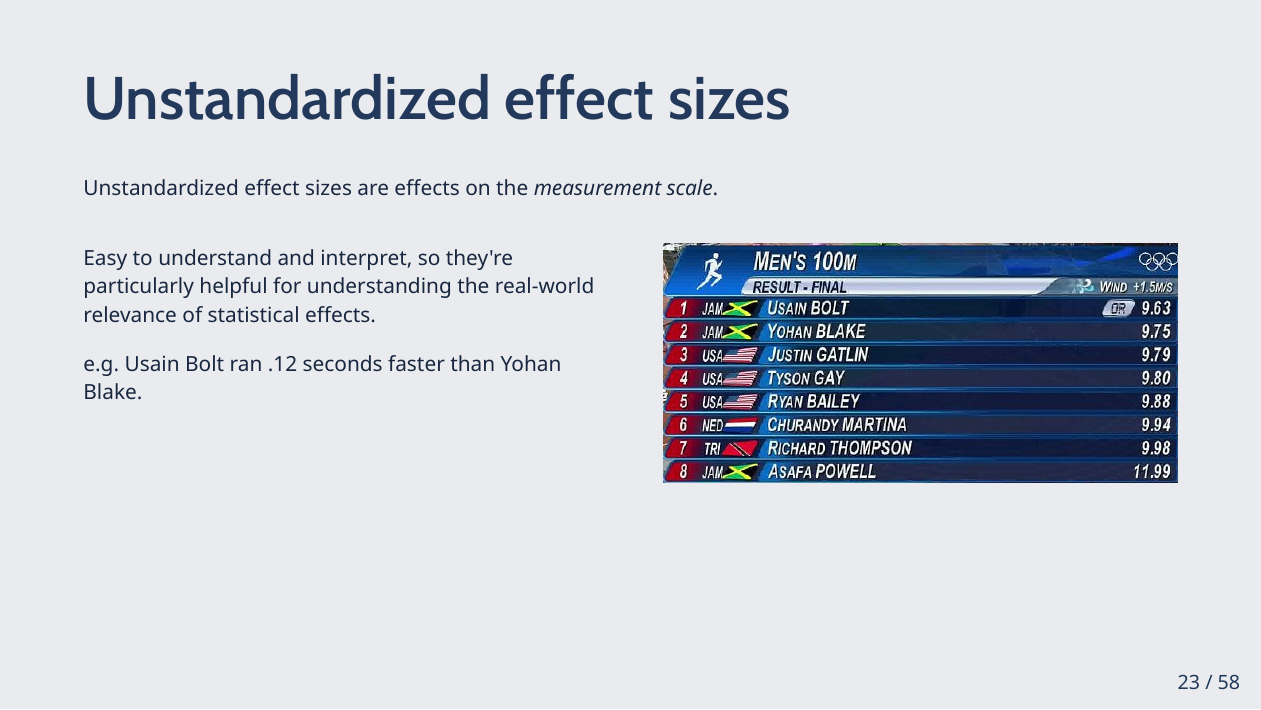 Unstandardized effect sizes
Unstandardized effect sizes are effects on the measurement scale.
Easy to understand and interpret, so they're
particularly helpful for understanding the real-world
relevance of statistical effects.
e.g. Usain Bolt ran .12 seconds faster than Yohan
Blake.
MEN'S 100M
RESULT - FINAL WIND +1.5M/S
1 JAM USAIN BOLT OR 9.63
2 JAM YOHAN BLAKE 9.75
3 USA JUSTIN GATLIN 9.79
4 USA TYSON GAY 9.80
5 USA RYAN BAILEY 9.88
6 NED CHURANDY MARTINA 9.94
7 TRI RICHARD THOMPSON 9.98
8 JAM ASAFA POWELL 11.99
23 / 58